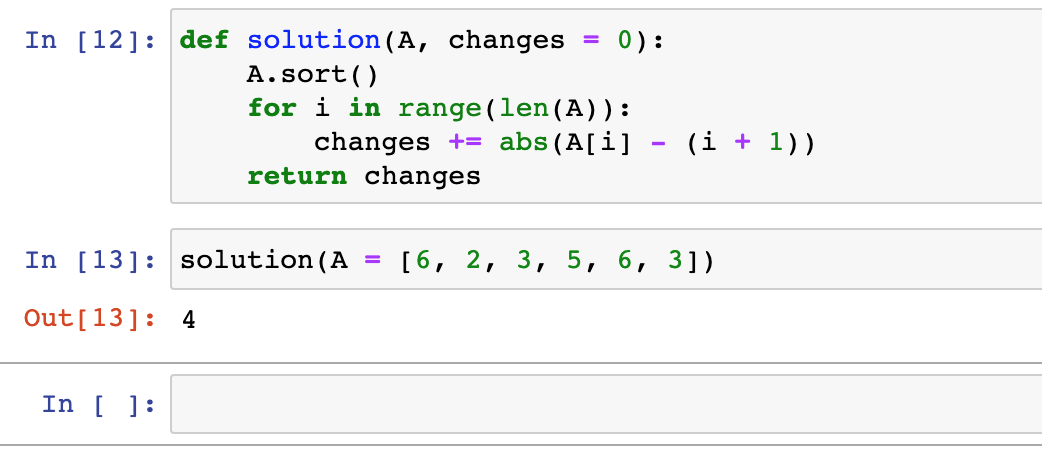 In [12]: def solution(A, changes = 0):
    A.sort()
    for i in range(len(A)):
        changes += abs(A[i] - (i + 1))
    return changes
In [13]: solution(A = [6, 2, 3, 5, 6, 3])
Out[13]: 4
In [ ]: